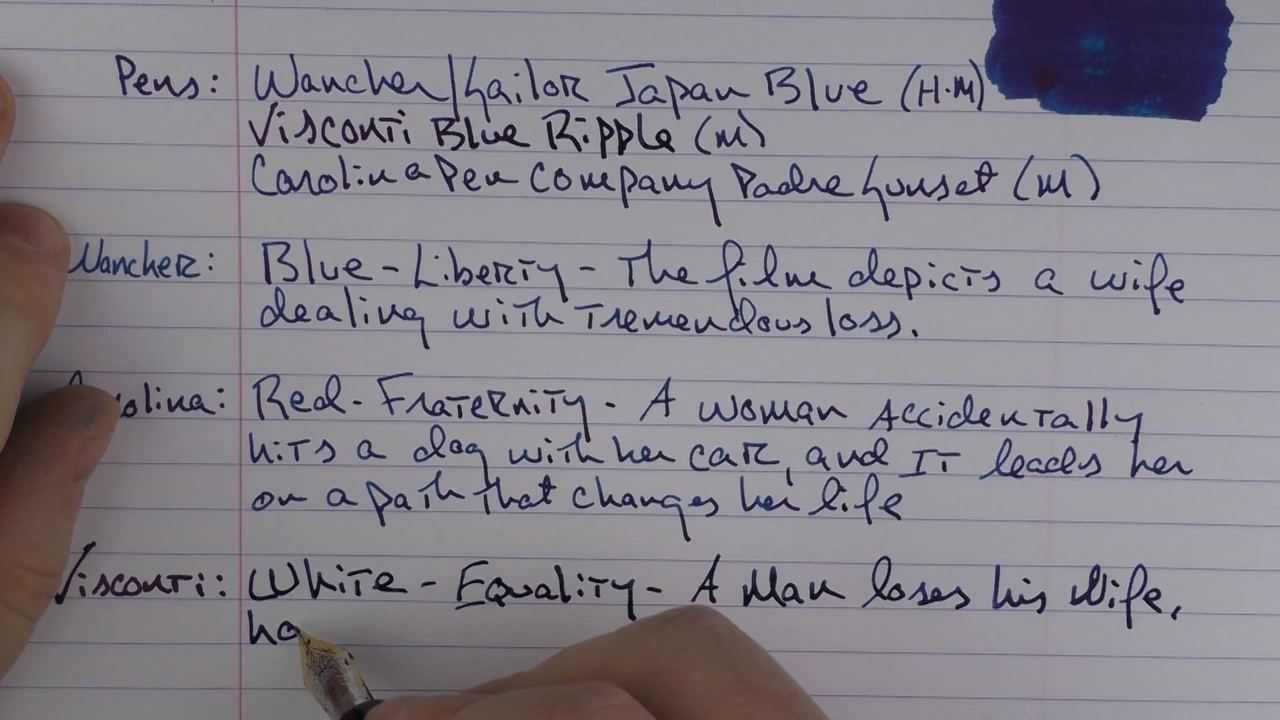 Pens: Wancher/Sailor Japan Blue (H-M)
Visconti Blue Ripple (M)
Carolina Pen Company Padre Sunset (M)
Wancher: Blue - Liberty - The film depicts a wife
dealing with tremendous loss.
olina: Red - Fraternity - A woman accidentally
hits a dog with her car, and it leads her
on a path that changes her life
Visconti: White - Equality - A Man loses his Wife,
ho